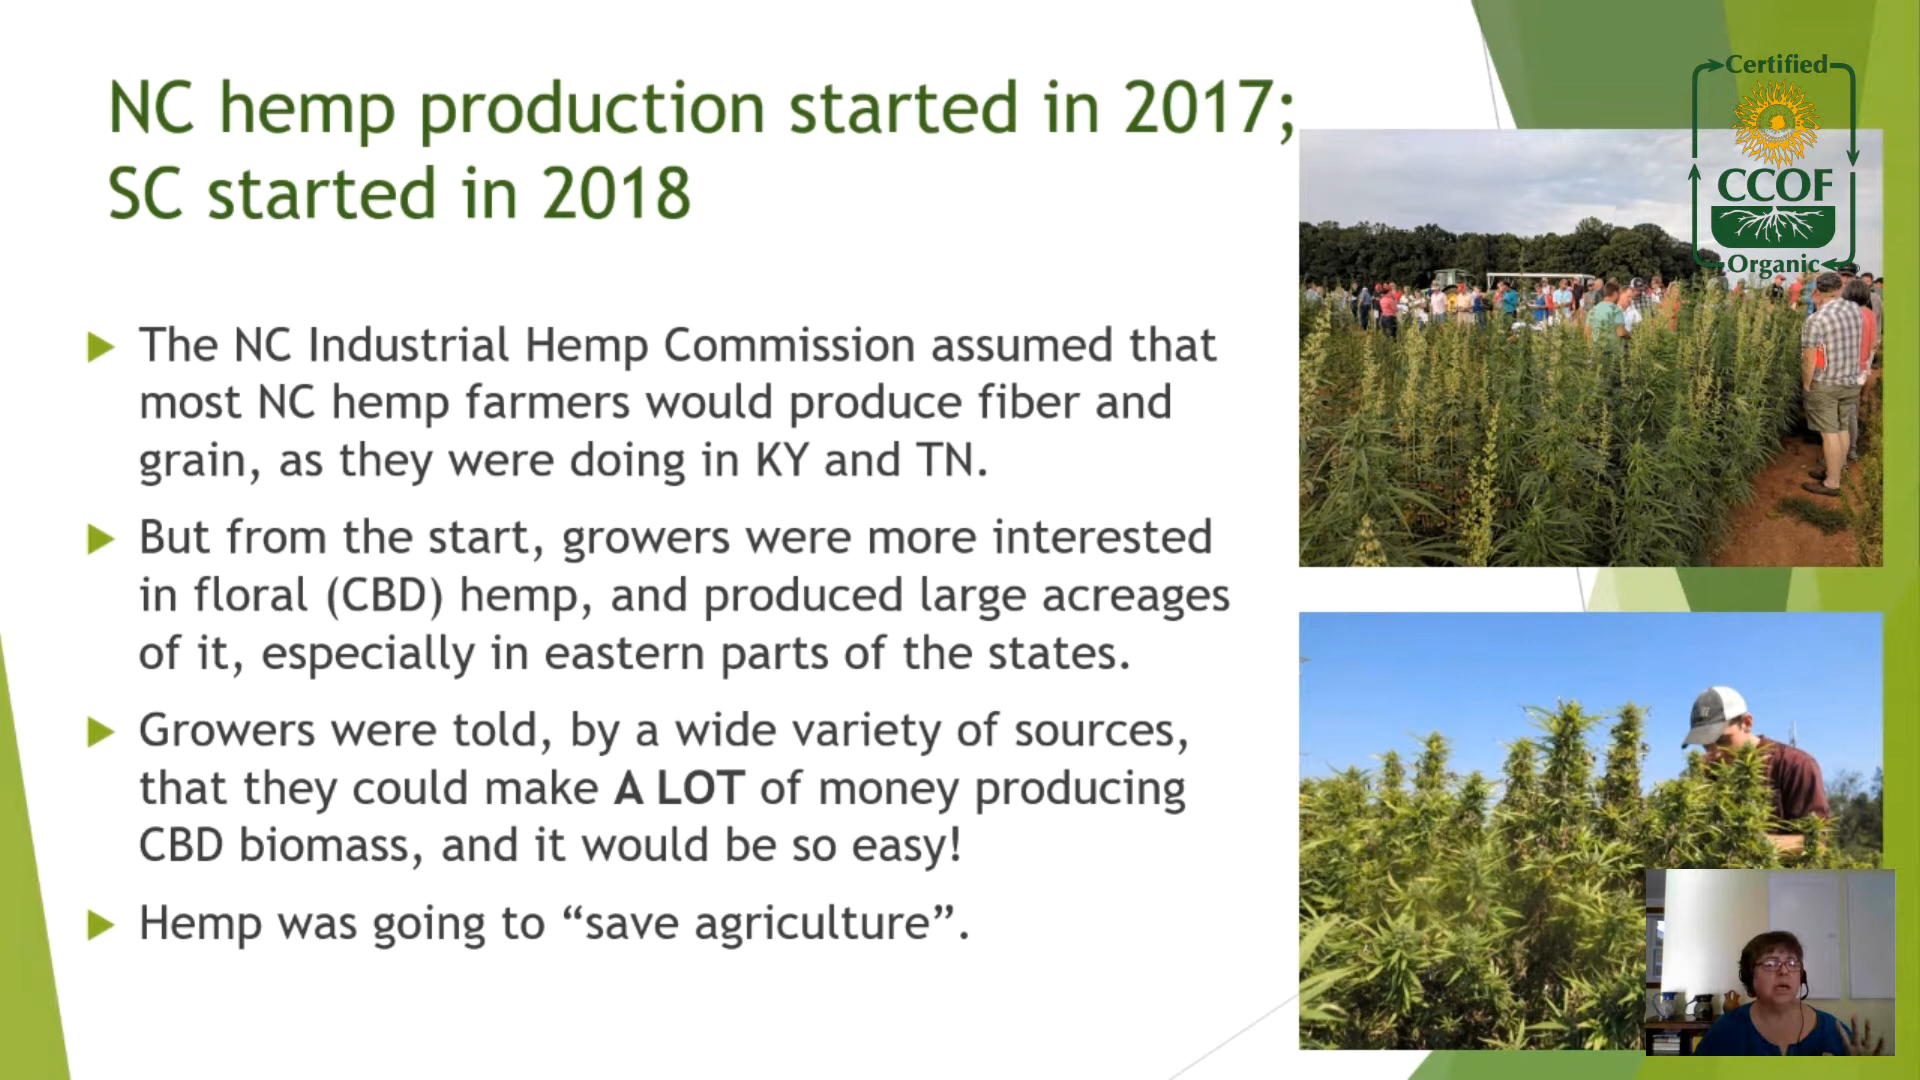 NC hemp production started in 2017;
SC started in 2018
The NC Industrial Hemp Commission assumed that
most NC hemp farmers would produce fiber and
grain, as they were doing in KY and TN.
But from the start, growers were more interested
in floral (CBD) hemp, and produced large acreages
of it, especially in eastern parts of the states.
Growers were told, by a wide variety of sources,
that they could make A LOT of money producing
CBD biomass, and it would be so easy!
Hemp was going to “save agriculture”.
Certified
CCOF
Organic